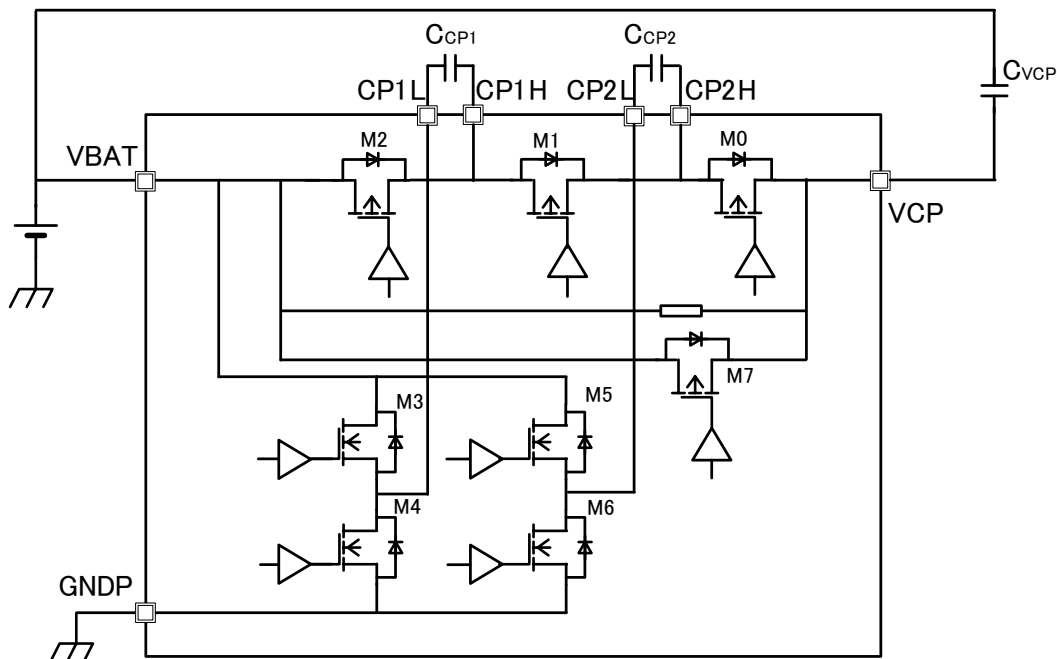 CCP1
CCP2
CVCP
CP1L
CP1H
CP2L
CP2H
VBAT
M2
M1
M0
VCP
M7
M3
M5
M4
M6
GNDP